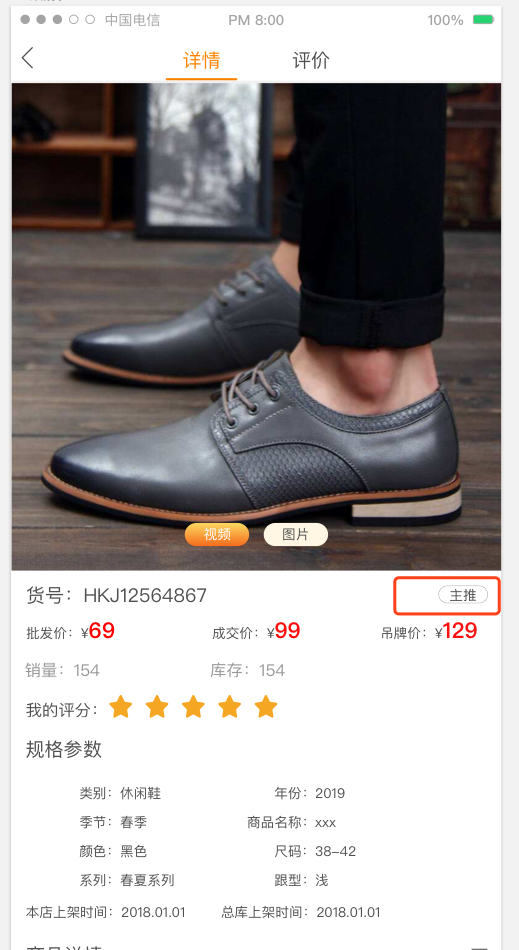 中国电信 PM 8:00 100%
详情 评价
视频 图片
货号：HKJ12564867 主推
批发价：¥69 成交价：¥99 吊牌价：¥129
销量：154 库存：154
我的评分：
规格参数
类别：休闲鞋 年份：2019
季节：春季 商品名称：xxx
颜色：黑色 尺码：38-42
系列：春夏系列 跟型：浅
本店上架时间：2018.01.01 总库上架时间：2018.01.01